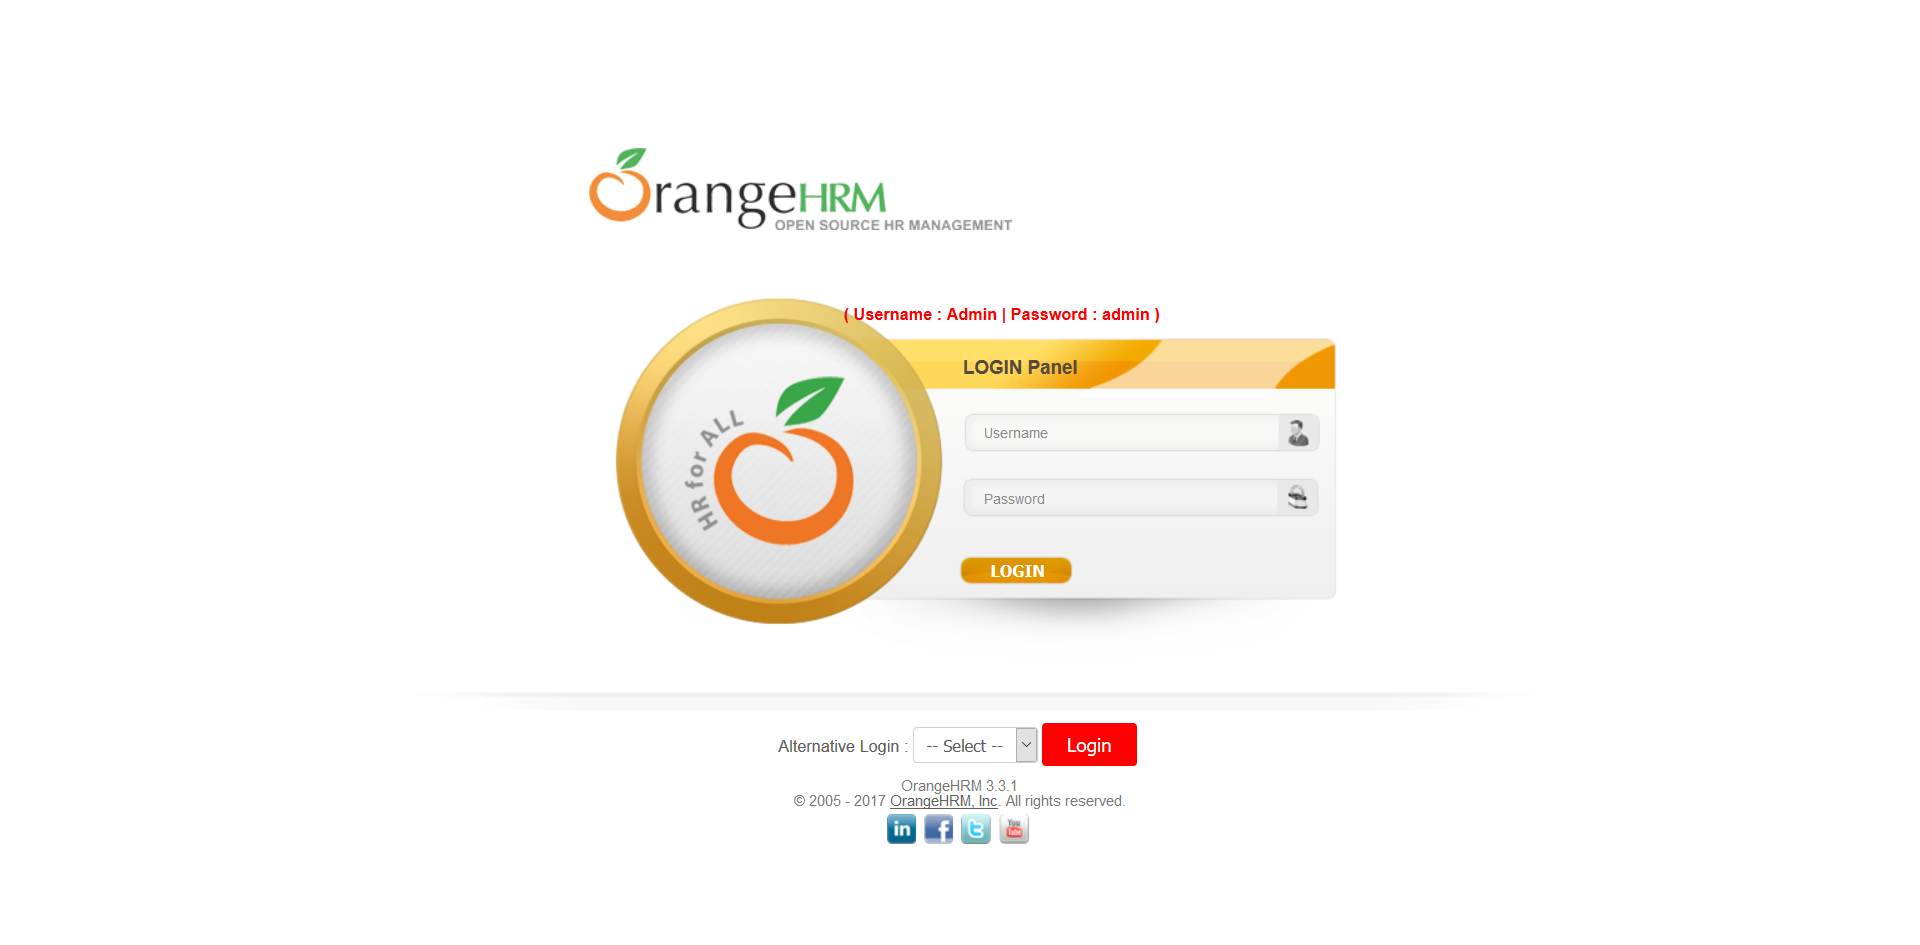 OrangeHRM
OPEN SOURCE HR MANAGEMENT
( Username : Admin | Password : admin )
LOGIN Panel
HR for ALL
Username
Password
LOGIN
Alternative Login : -- Select -- Login
OrangeHRM 3.3.1
© 2005 - 2017 OrangeHRM, Inc. All rights reserved.
in f t You Tube